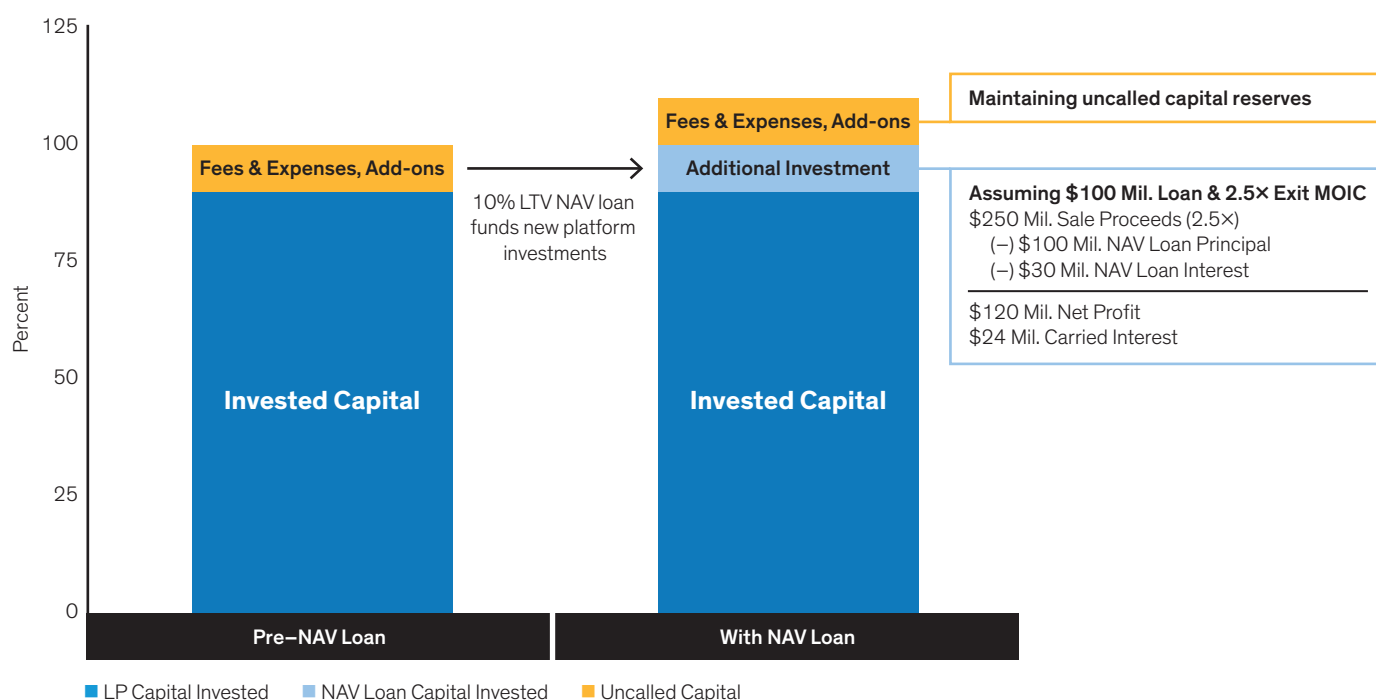 125
100
75
50
25
0
Percent
Fees & Expenses, Add-ons
Invested Capital
10% LTV NAV loan
funds new platform
investments
Fees & Expenses, Add-ons
Additional Investment
Invested Capital
Maintaining uncalled capital reserves
Assuming $100 Mil. Loan & 2.5× Exit MOIC
$250 Mil. Sale Proceeds (2.5×)
(–) $100 Mil. NAV Loan Principal
(–) $30 Mil. NAV Loan Interest
$120 Mil. Net Profit
$24 Mil. Carried Interest
Pre–NAV Loan
With NAV Loan
LP Capital Invested
NAV Loan Capital Invested
Uncalled Capital